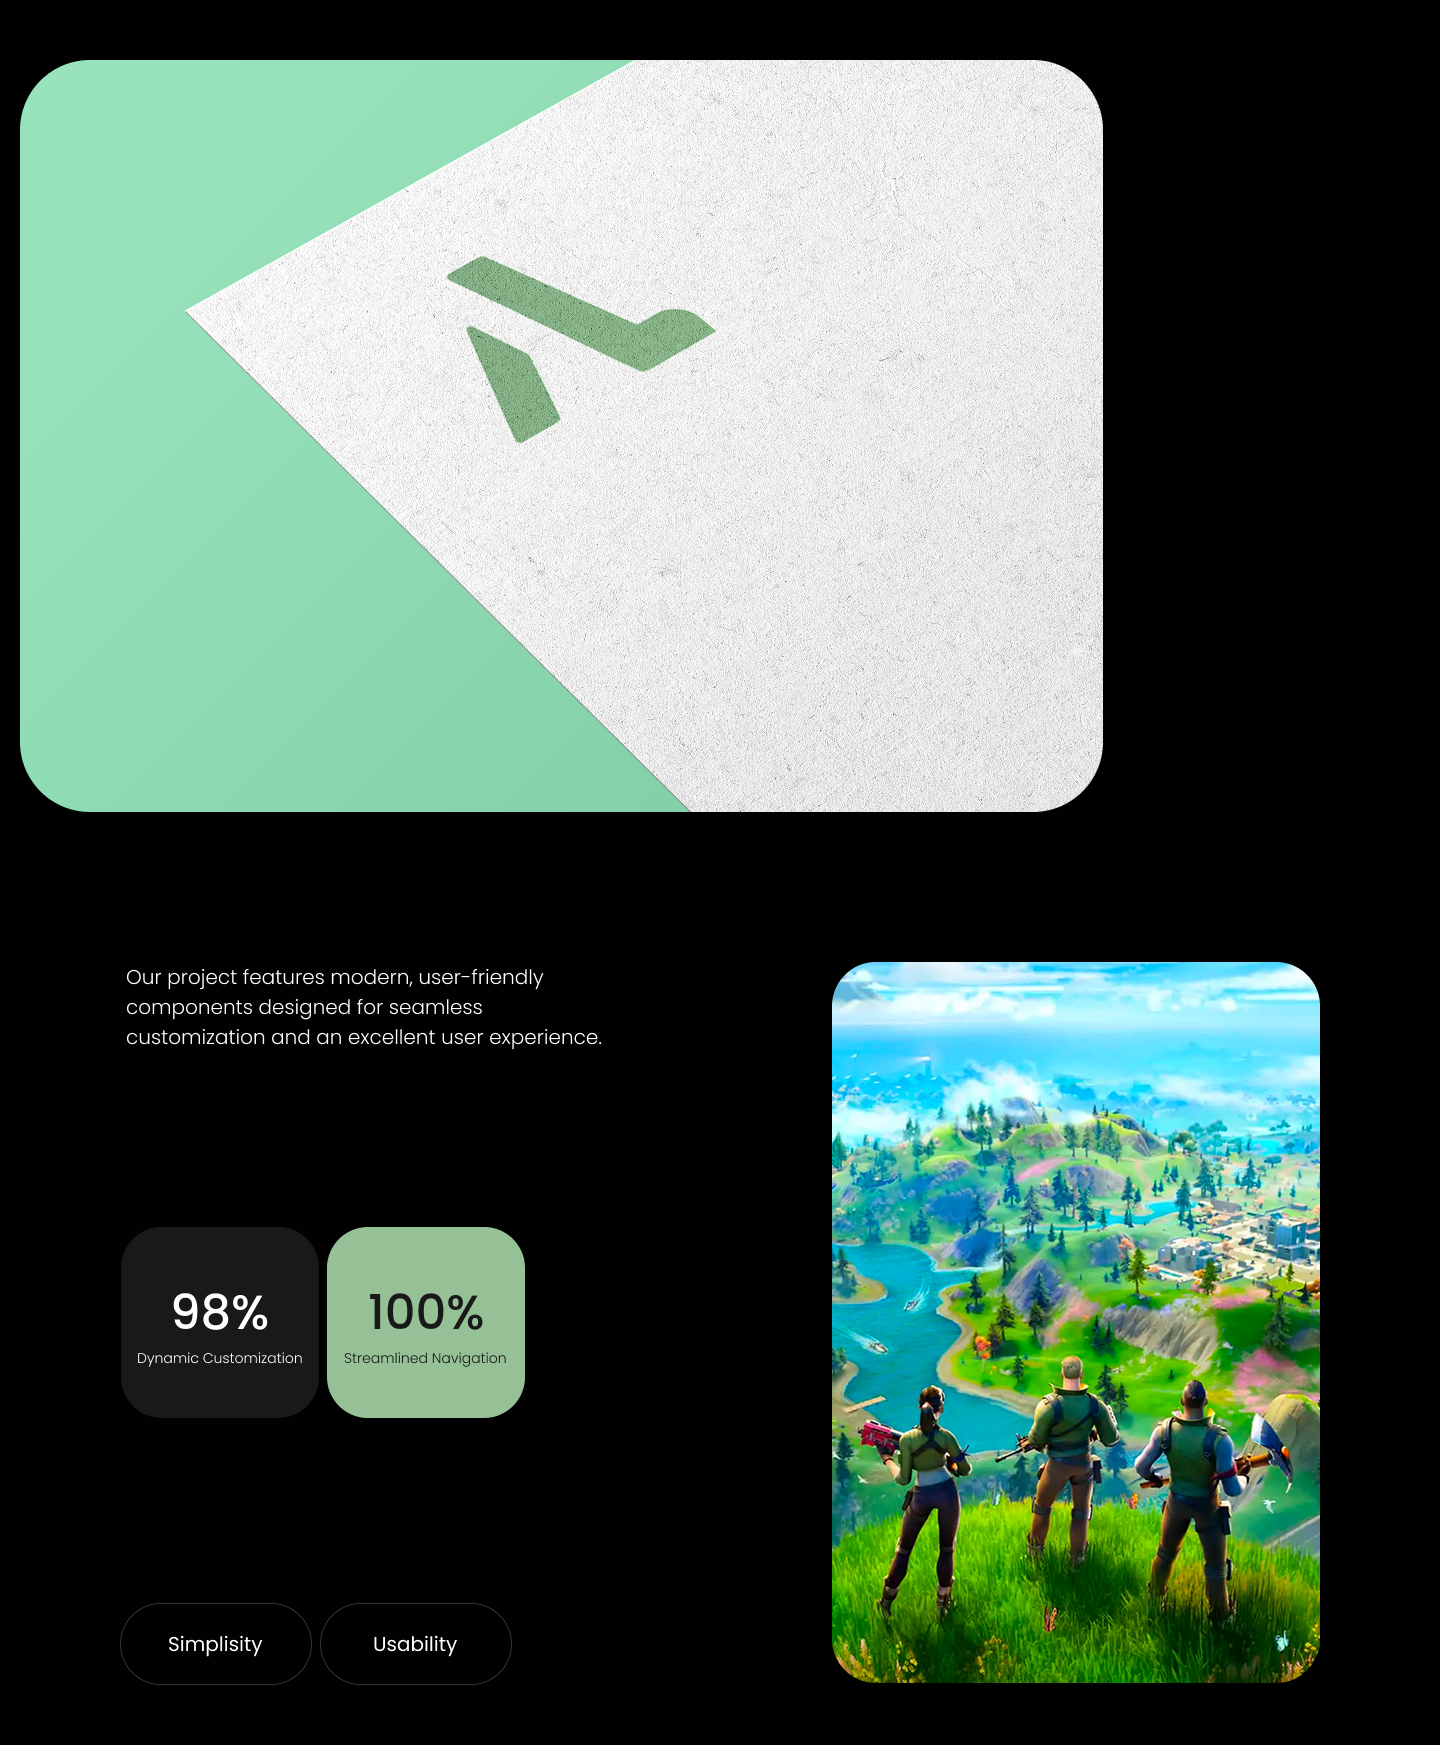 Our project features modern, user-friendly
components designed for seamless
customization and an excellent user experience.
98%
Dynamic Customization
100%
Streamlined Navigation
Simplisity
Usability